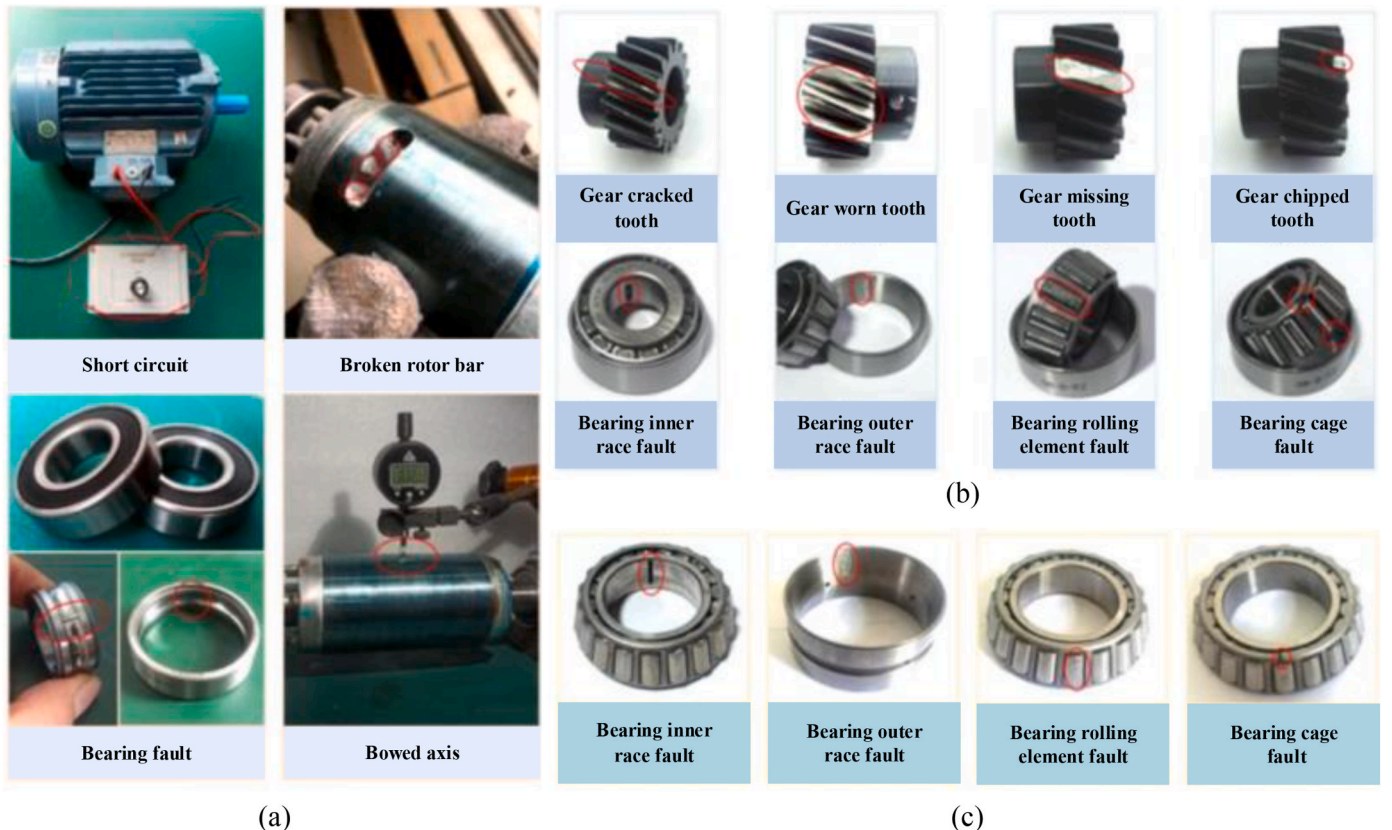 Short circuit
Broken rotor bar
Bearing fault
Bowed axis
(a)
Gear cracked
tooth
Gear worn tooth
Gear missing
tooth
Gear chipped
tooth
Bearing inner
race fault
Bearing outer
race fault
Bearing rolling
element fault
Bearing cage
fault
(b)
Bearing inner
race fault
Bearing outer
race fault
Bearing rolling
element fault
Bearing cage
fault
(c)